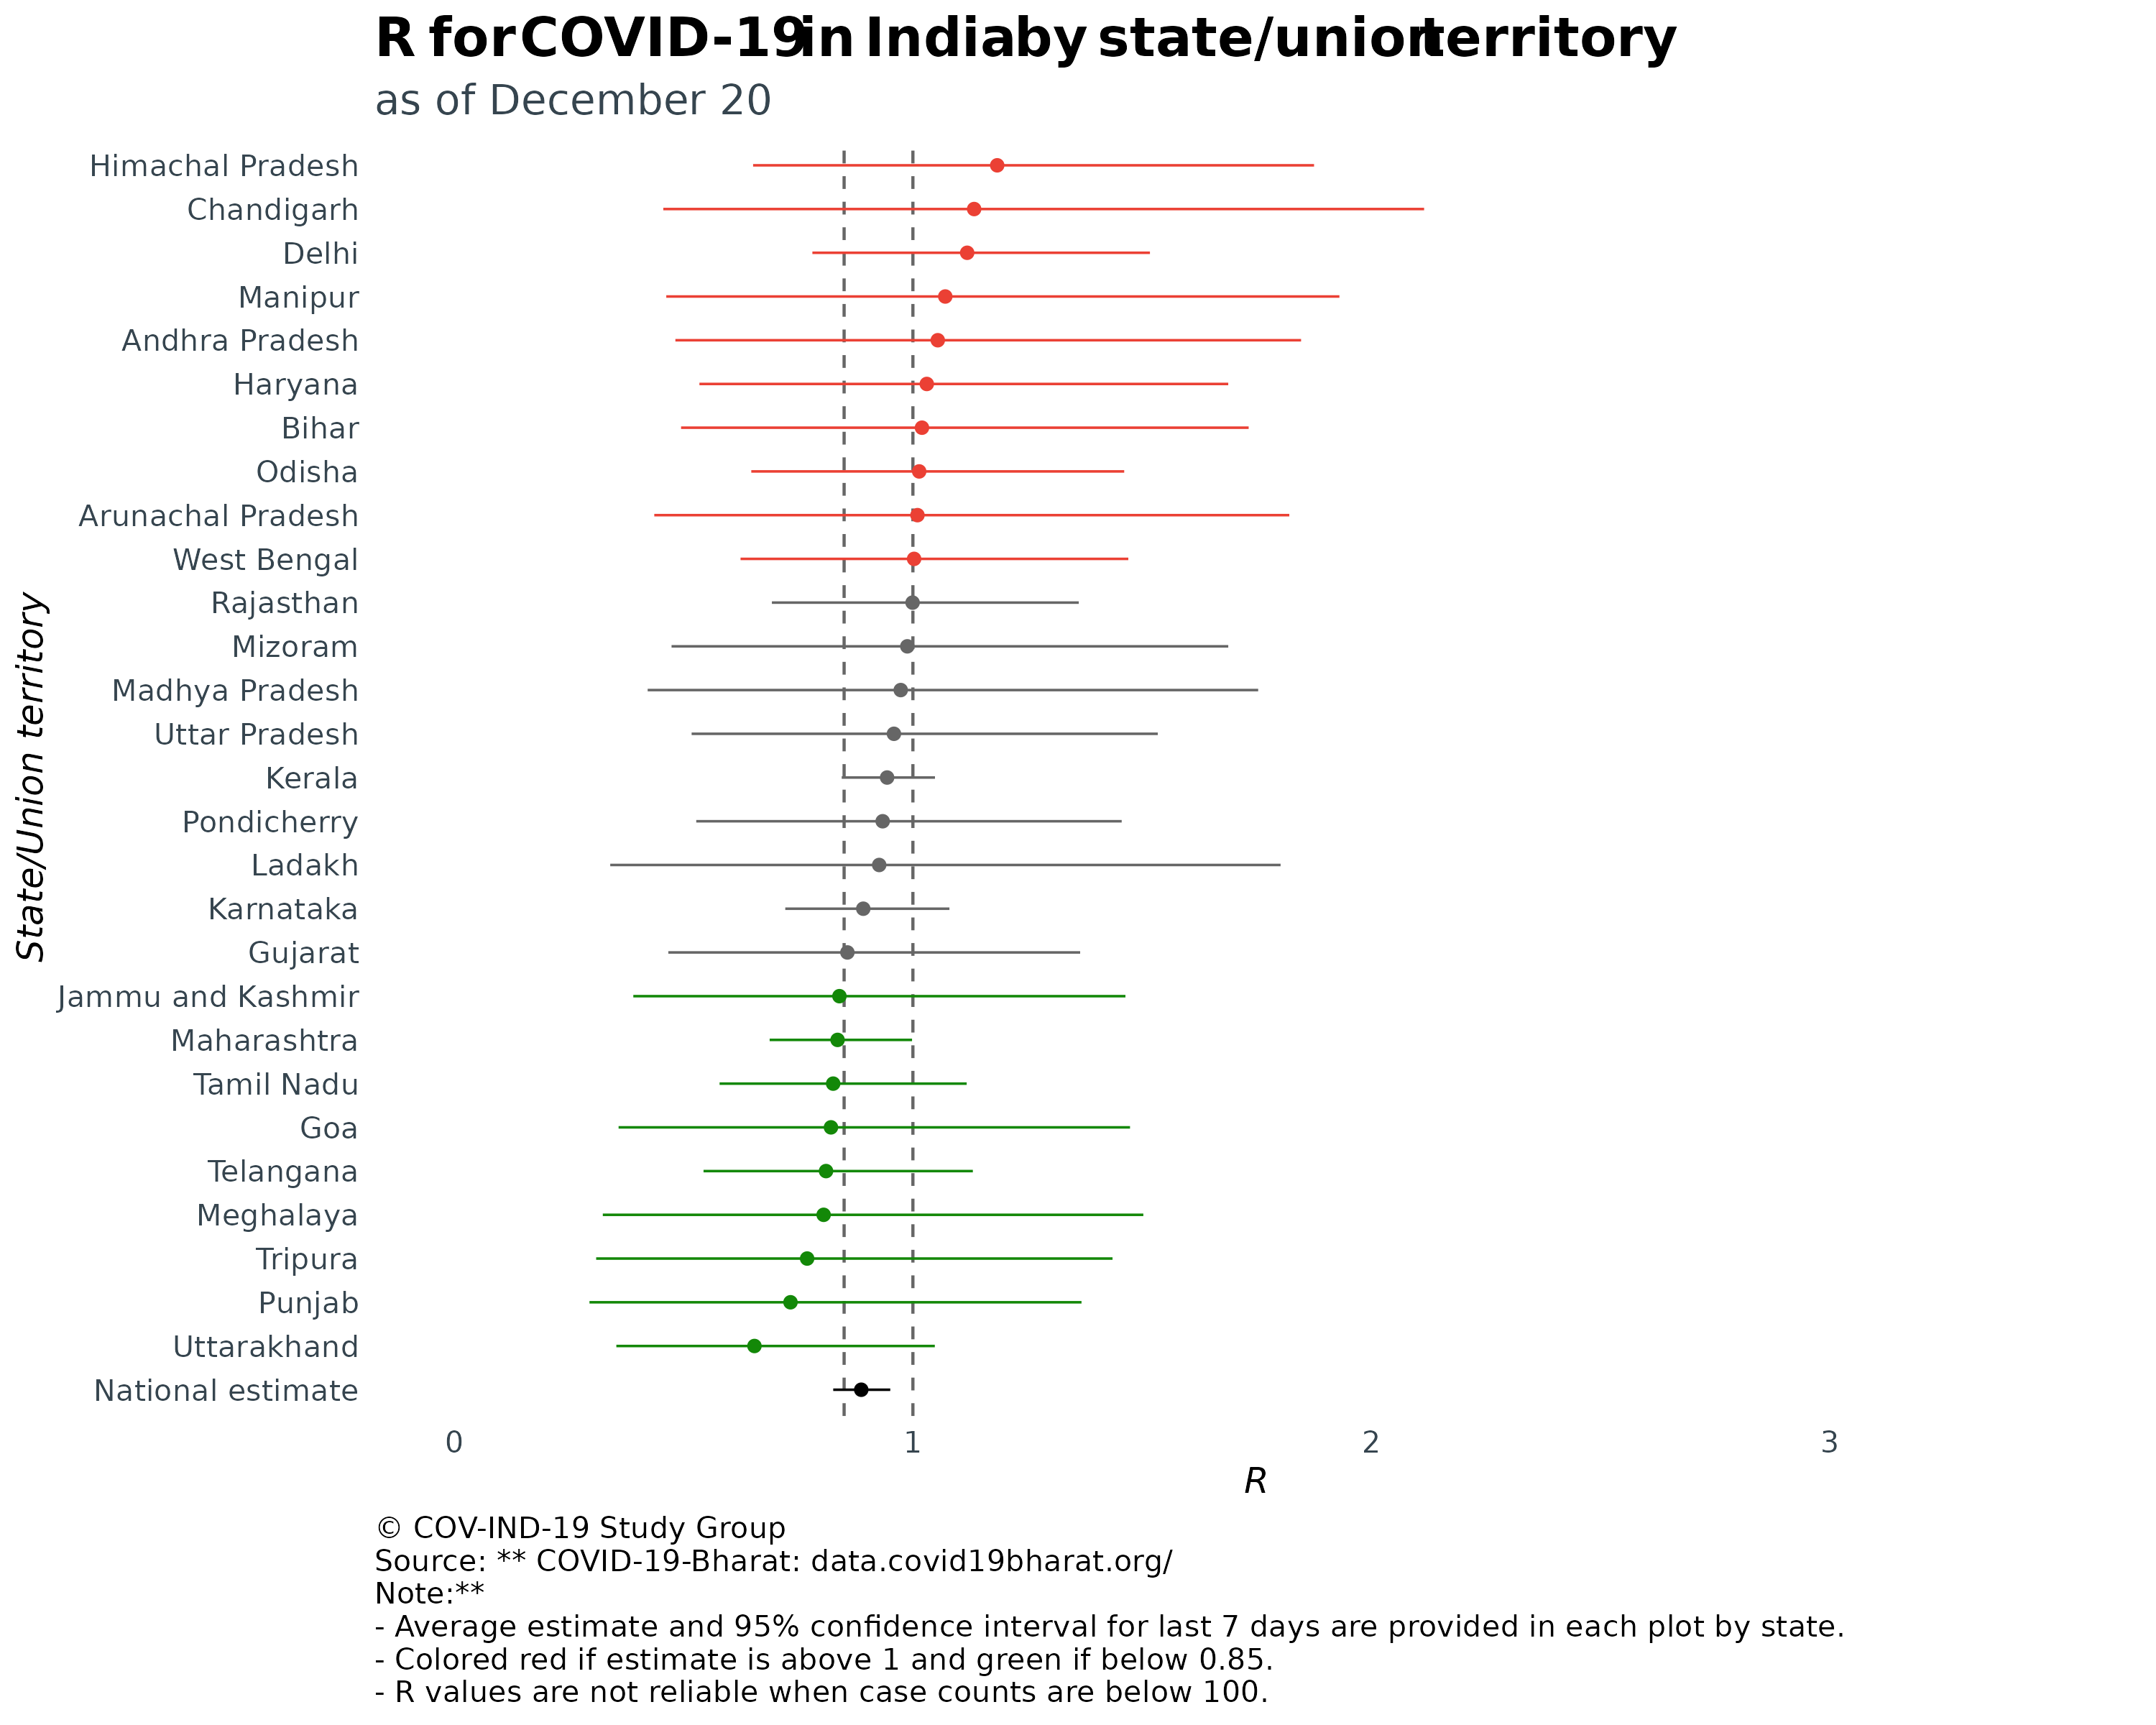 R for COVID-19 in India by state/union territory
as of December 20
State/Union territory
Himachal Pradesh
Chandigarh
Delhi
Manipur
Andhra Pradesh
Haryana
Bihar
Odisha
Arunachal Pradesh
West Bengal
Rajasthan
Mizoram
Madhya Pradesh
Uttar Pradesh
Kerala
Pondicherry
Ladakh
Karnataka
Gujarat
Jammu and Kashmir
Maharashtra
Tamil Nadu
Goa
Telangana
Meghalaya
Tripura
Punjab
Uttarakhand
National estimate
0 1 2 3
R
© COV-IND-19 Study Group
Source: ** COVID-19-Bharat: data.covid19bharat.org/
Note:**
- Average estimate and 95% confidence interval for last 7 days are provided in each plot by state.
- Colored red if estimate is above 1 and green if below 0.85.
- R values are not reliable when case counts are below 100.